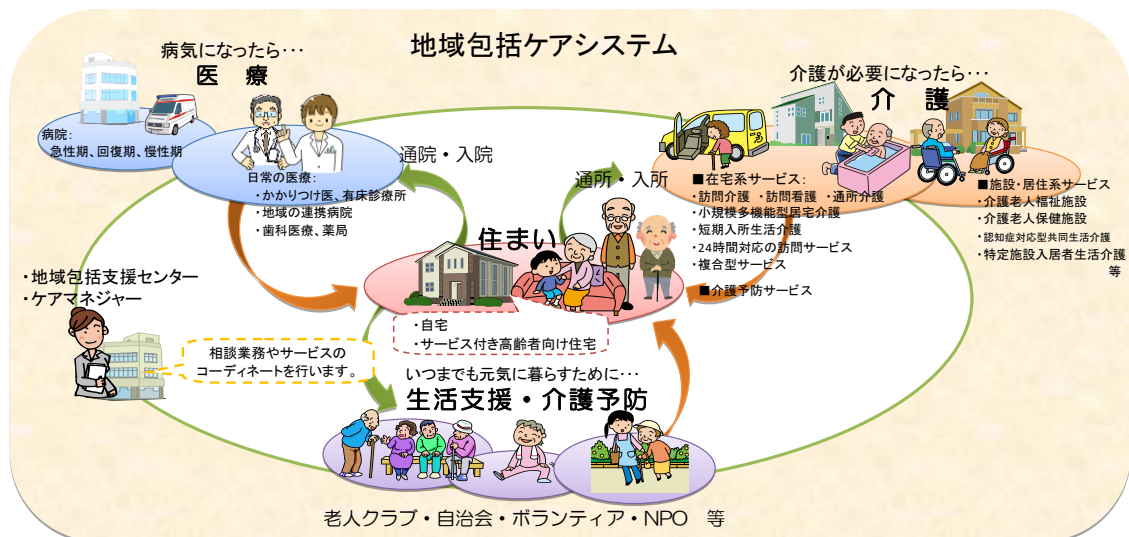 地域包括ケアシステム
病気になったら･･･
医　療
病院：
急性期、回復期、慢性期
日常の医療：
・かかりつけ医、有床診療所
・地域の連携病院
・歯科医療、薬局
通院・入院
通所・入所
介護が必要になったら･･･
介　護
■在宅系サービス：
・訪問介護　・訪問看護　・通所介護
・小規模多機能型居宅介護
・短期入所生活介護
・24時間対応の訪問サービス
・複合型サービス
■介護予防サービス
■施設・居住系サービス
・介護老人福祉施設
・介護老人保健施設
・認知症対応型共同生活介護
・特定施設入居者生活介護
等
住まい
・自宅
・サービス付き高齢者向け住宅
・地域包括支援センター
・ケアマネジャー
相談業務やサービスの
コーディネートを行います。
いつまでも元気に暮らすために･･･
生活支援・介護予防
老人クラブ・自治会・ボランティア・NPO　等